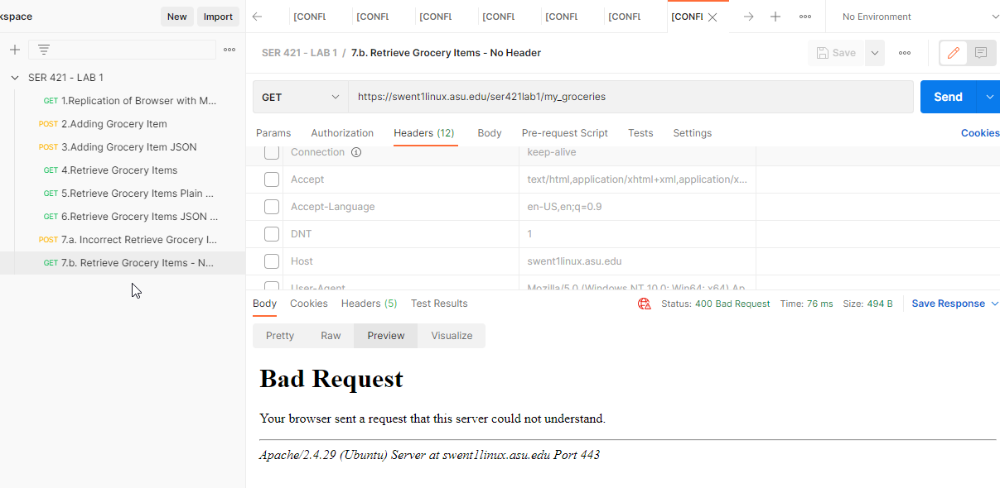 kspace New Import
[CONFL [CONFL [CONFL [CONFL [CONFL [CONFL [CONFL No Environment
SER 421 - LAB 1 / 7.b. Retrieve Grocery Items - No Header Save
SER 421 - LAB 1
GET 1.Replication of Browser with M...
POST 2.Adding Grocery Item
POST 3.Adding Grocery Item JSON
GET 4.Retrieve Grocery Items
GET 5.Retrieve Grocery Items Plain ...
GET 6.Retrieve Grocery Items JSON ...
POST 7.a. Incorrect Retrieve Grocery I...
GET 7.b. Retrieve Grocery Items - N...
GET https://swent1linux.asu.edu/ser421lab1/my_groceries Send
Params Authorization Headers (12) Body Pre-request Script Tests Settings Cookies
Connection keep-alive
Accept text/html,application/xhtml+xml,application/x...
Accept-Language en-US,en;q=0.9
DNT 1
Host swent1linux.asu.edu
User-Agent Mozilla/5.0 (Windows NT 10.0; Win64; x64) Ap
Body Cookies Headers (5) Test Results Status: 400 Bad Request Time: 76 ms Size: 494 B Save Response
Pretty Raw Preview Visualize
Bad Request
Your browser sent a request that this server could not understand.
Apache/2.4.29 (Ubuntu) Server at swent1linux.asu.edu Port 443